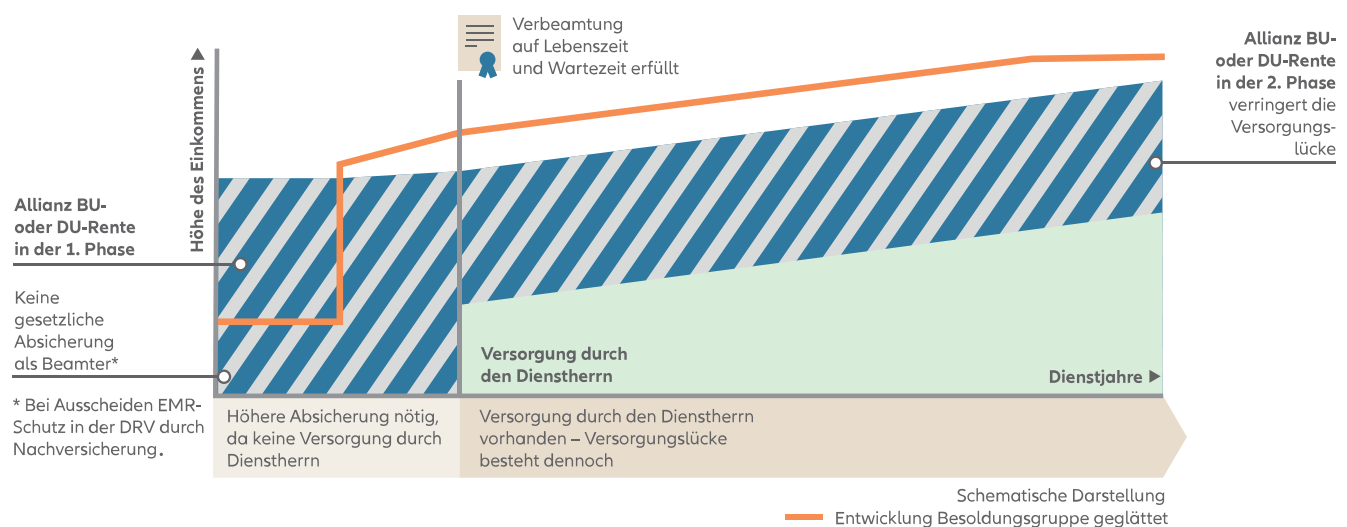 Verbeamtung
auf Lebenszeit
und Wartezeit erfüllt
Allianz BU-
oder DU-Rente
in der 2. Phase
verringert die
Versorgungs-
lücke
Höhe des Einkommens
Allianz BU-
oder DU-Rente
in der 1. Phase
Keine
gesetzliche
Absicherung
als Beamter*
* Bei Ausscheiden EMR-
Schutz in der DRV durch
Nachversicherung.
Versorgung durch
den Dienstherrn
Dienstjahre
Höhere Absicherung nötig,
da keine Versorgung durch
Dienstherrn
Versorgung durch den Dienstherrn
vorhanden – Versorgungslücke
besteht dennoch
Schematische Darstellung
Entwicklung Besoldungsgruppe geglättet